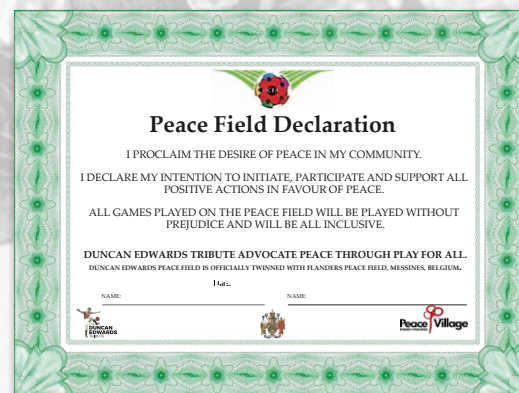 Peace Field Declaration
I PROCLAIM THE DESIRE OF PEACE IN MY COMMUNITY.
I DECLARE MY INTENTION TO INITIATE, PARTICIPATE AND SUPPORT ALL
POSITIVE ACTIONS IN FAVOUR OF PEACE.
ALL GAMES PLAYED ON THE PEACE FIELD WILL BE PLAYED WITHOUT
PREJUDICE AND WILL BE ALL INCLUSIVE.
DUNCAN EDWARDS TRIBUTE ADVOCATE PEACE THROUGH PLAY FOR ALL.
DUNCAN EDWARDS PEACE FIELD IS OFFICIALLY TWINNED WITH FLANDERS PEACE FIELD, MESSINES, BELGIUM.
NAME: NAME:
DUNCAN
EDWARDS
Peace Village